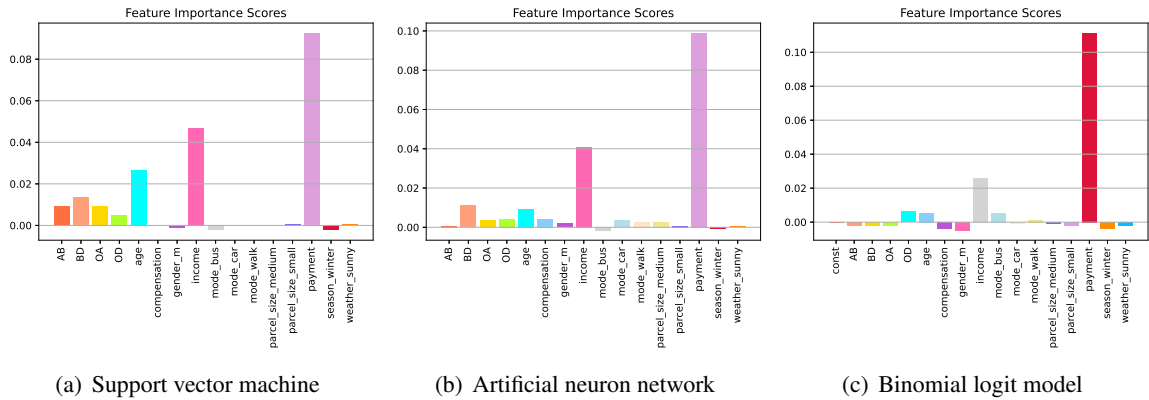 Feature Importance Scores
0.08
0.06
0.04
0.02
0.00
AB
BD
OA
OD
age
compensation
gender_m
income
mode_bus
mode_car
mode_walk
parcel_size_medium
parcel_size_small
payment
season_winter
weather_sunny
(a) Support vector machine
Feature Importance Scores
0.10
0.08
0.06
0.04
0.02
0.00
AB
BD
OA
OD
age
compensation
gender_m
income
mode_bus
mode_car
mode_walk
parcel_size_medium
parcel_size_small
payment
season_winter
weather_sunny
(b) Artificial neuron network
Feature Importance Scores
0.10
0.08
0.06
0.04
0.02
0.00
const
AB
BD
OA
OD
age
compensation
gender_m
income
mode_bus
mode_car
mode_walk
parcel_size_medium
parcel_size_small
payment
season_winter
weather_sunny
(c) Binomial logit model